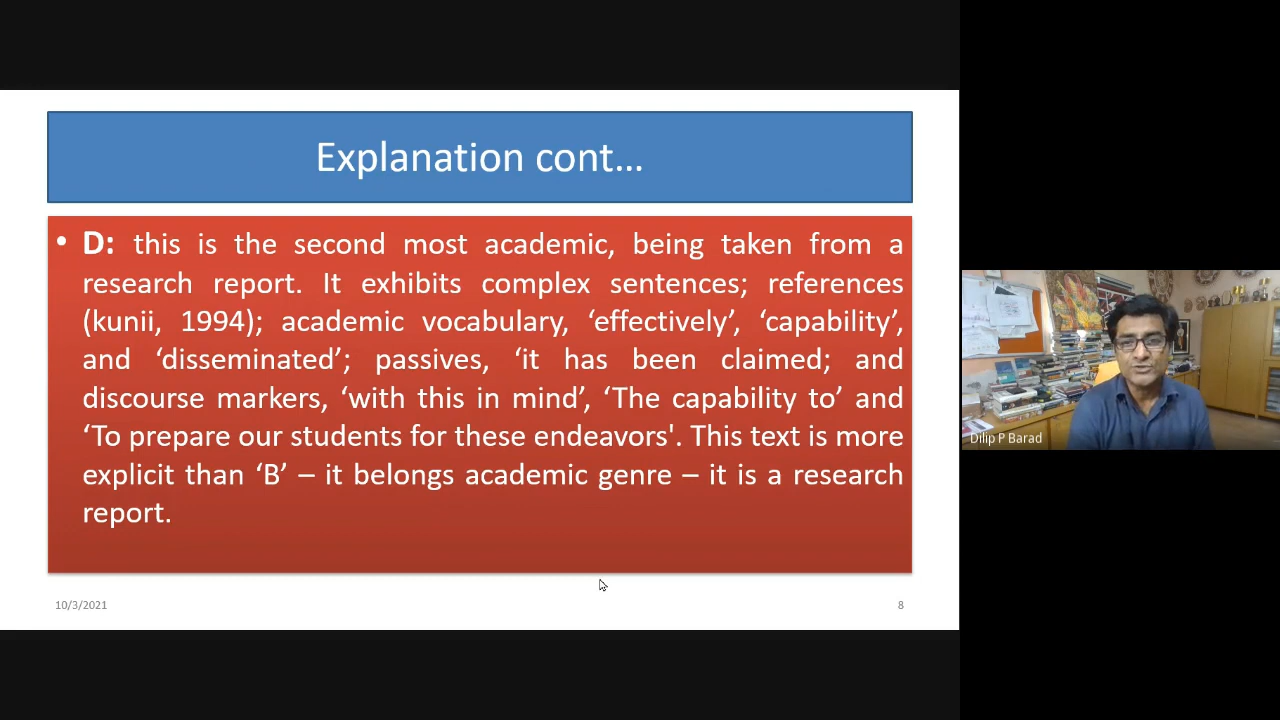 Explanation cont...
• D: this is the second most academic, being taken from a
research report. It exhibits complex sentences; references
(kunii, 1994); academic vocabulary, ‘effectively’, ‘capability’,
and ‘disseminated’; passives, ‘it has been claimed; and
discourse markers, ‘with this in mind’, ‘The capability to’ and
‘To prepare our students for these endeavors'. This text is more
explicit than ‘B’ – it belongs academic genre – it is a research
report.
10/3/2021
8
Dilip P Barad